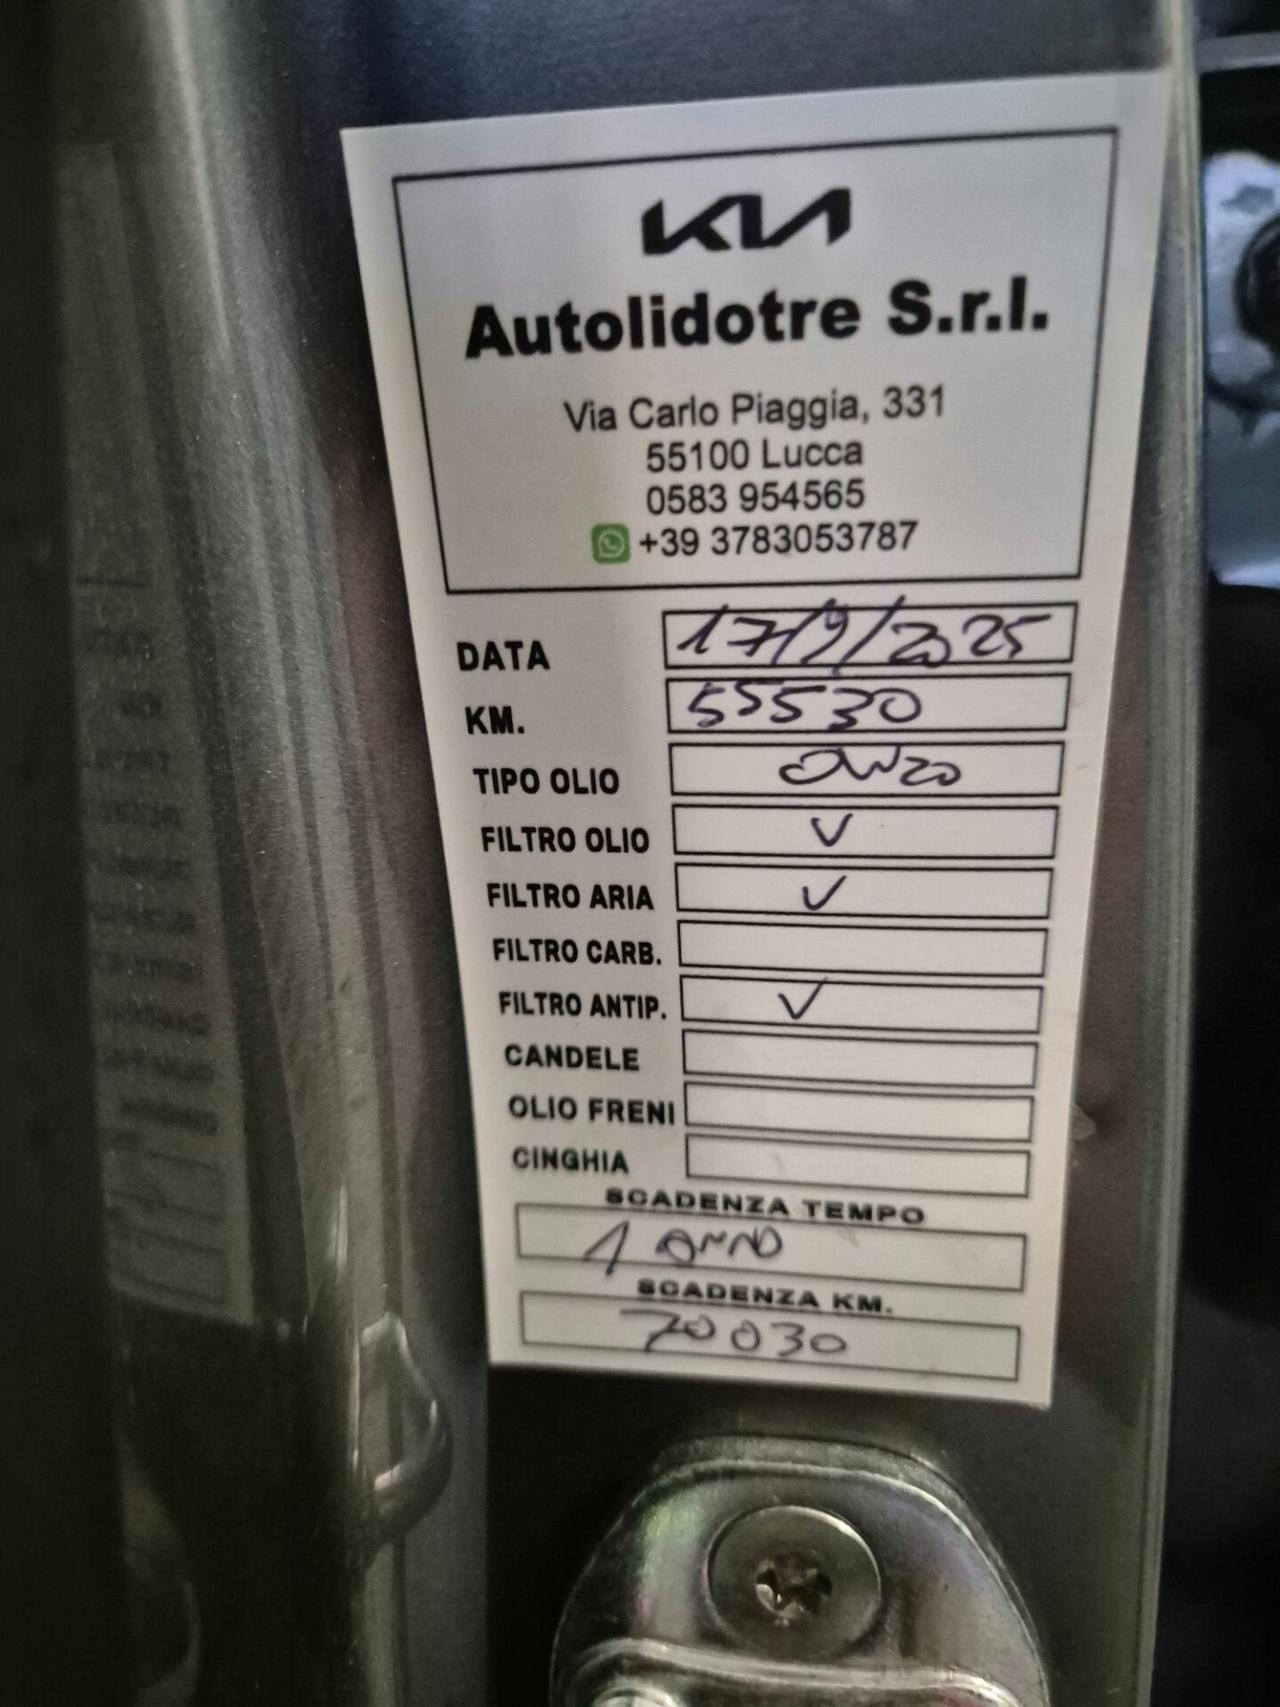 KIA
Autolidotre S.r.l.
Via Carlo Piaggia, 331
55100 Lucca
0583 954565
+39 3783053787
DATA 17/9/2025
KM. 55530
TIPO OLIO 0W20
FILTRO OLIO ✓
FILTRO ARIA ✓
FILTRO CARB.
FILTRO ANTIP. ✓
CANDELE
OLIO FRENI
CINGHIA
SCADENZA TEMPO
1 ANNO
SCADENZA KM.
70030